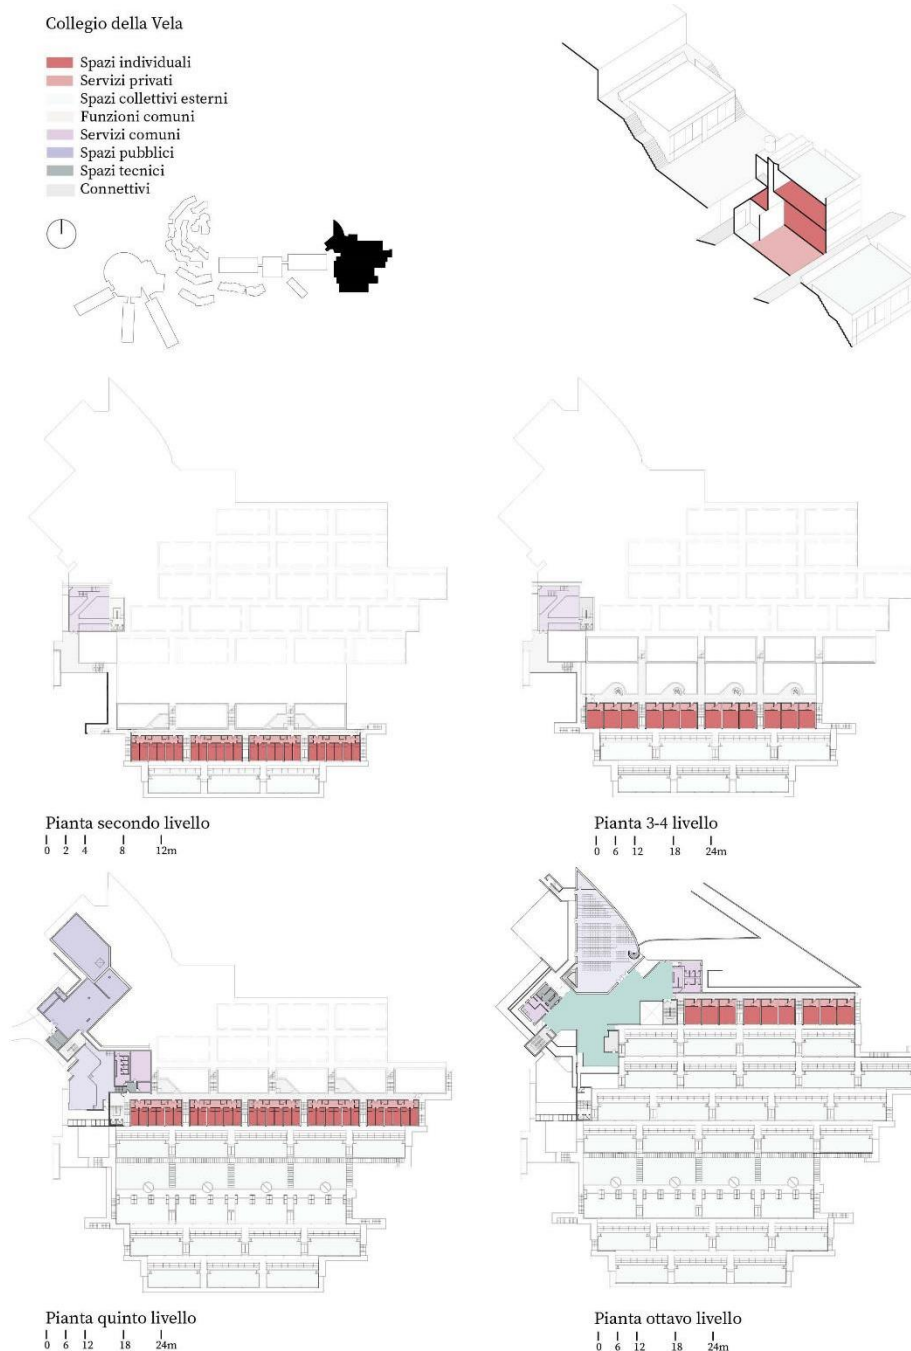 Collegio della Vela
Spazi individuali
Servizi privati
Spazi collettivi esterni
Funzioni comuni
Servizi comuni
Spazi pubblici
Spazi tecnici
Connettivi
Pianta secondo livello
0 2 4 8 12m
Pianta 3-4 livello
0 6 12 18 24m
Pianta quinto livello
0 6 12 18 24m
Pianta ottavo livello
0 6 12 18 24m